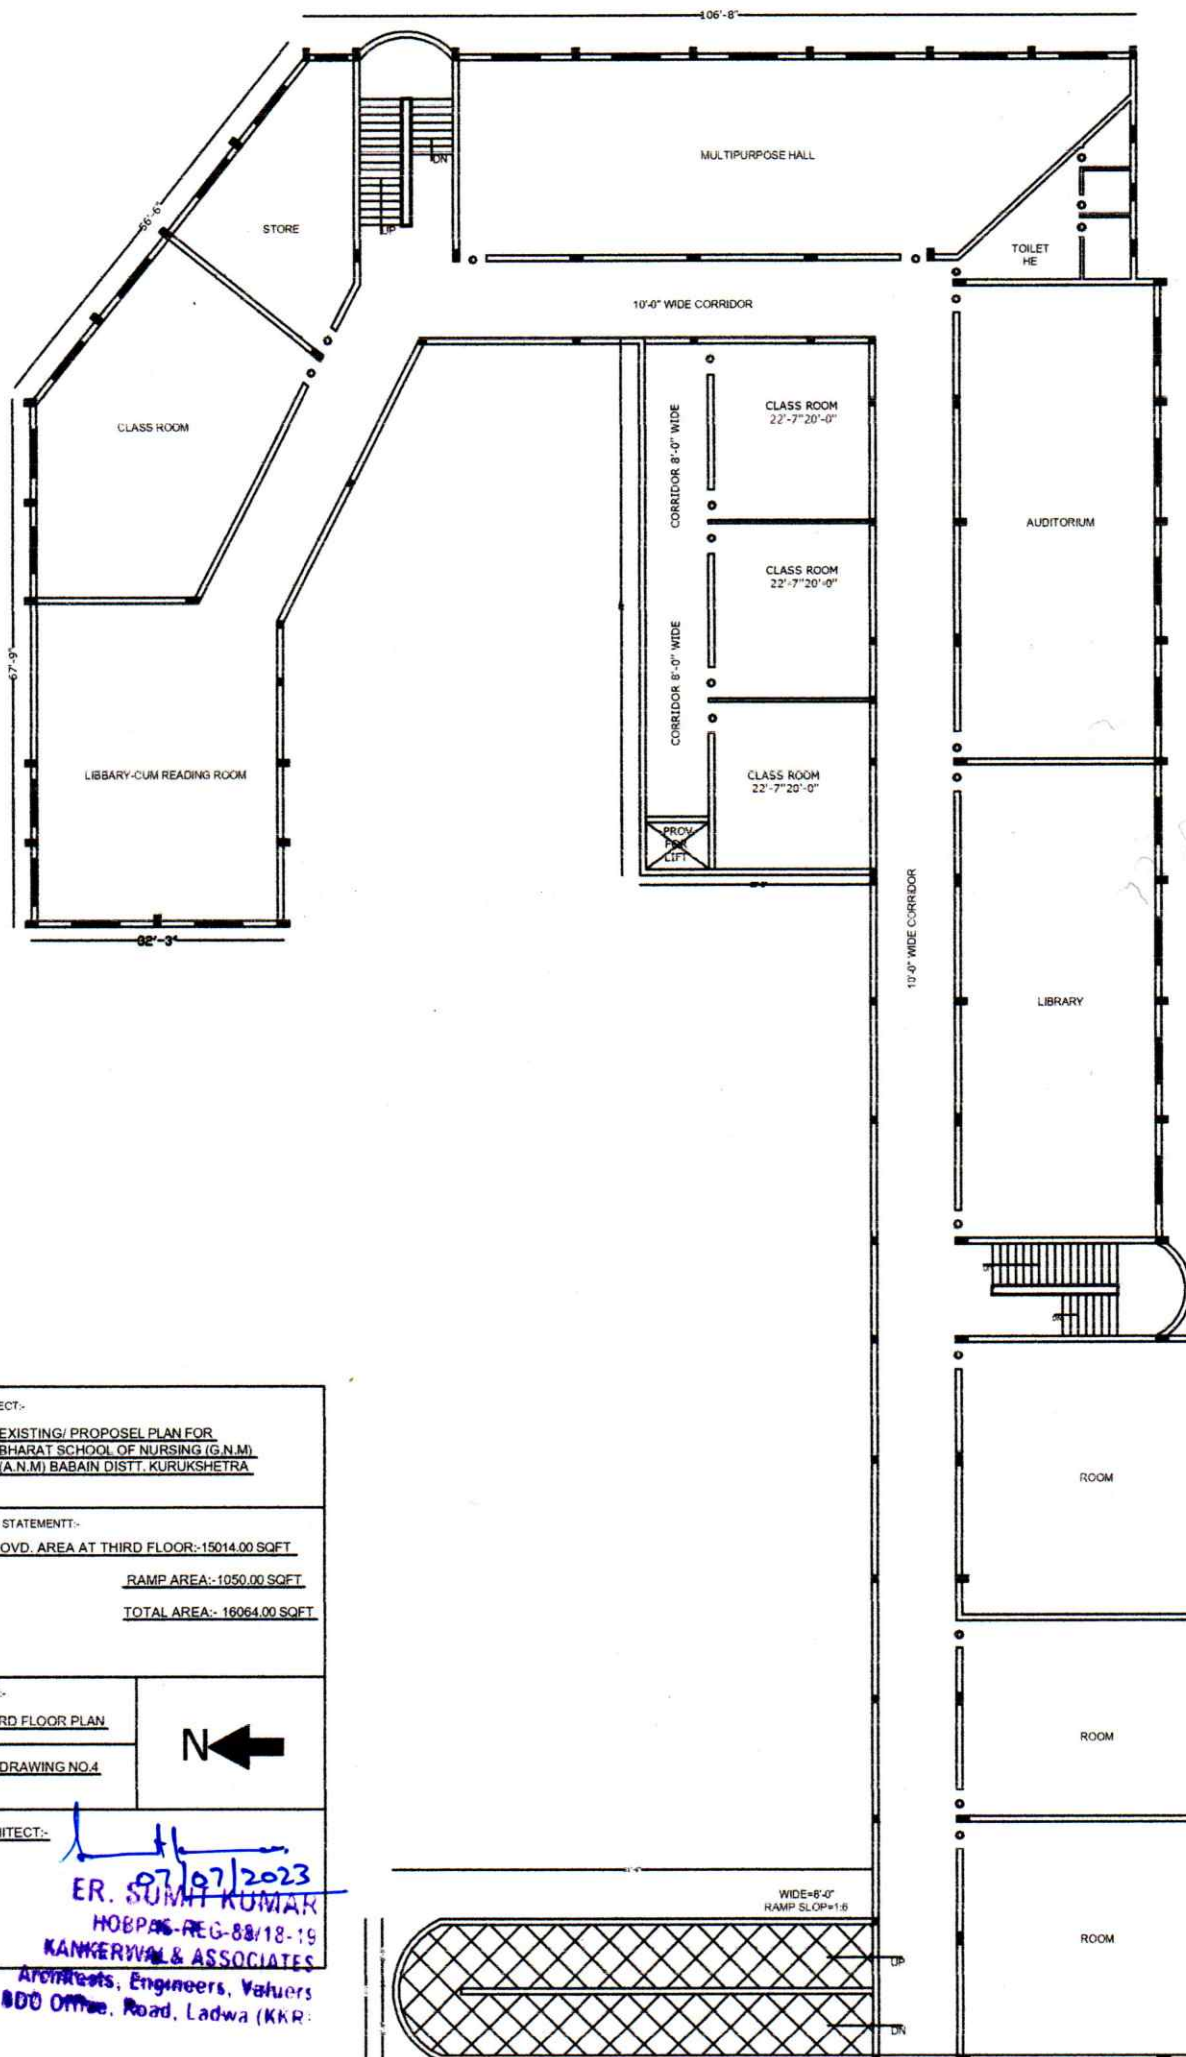 106'-8"
MULTIPURPOSE HALL
DN
UP
STORE
TOILET
HE
56'-6"
10'-0" WIDE CORRIDOR
CLASS ROOM
CORRIDOR 8'-0" WIDE
CLASS ROOM
22'-7"20'-0"
AUDITORIUM
CLASS ROOM
22'-7"20'-0"
67'-9"
CORRIDOR 8'-0" WIDE
LIBBARY-CUM READING ROOM
CLASS ROOM
22'-7"20'-0"
PROV.
FOR
LIFT
32'-3"
10'-0" WIDE CORRIDOR
LIBRARY
ROOM
ROOM
ROOM
WIDE=8'-0"
RAMP SLOP=1:6
UP
DN
ECT:-
EXISTING/ PROPOSEL PLAN FOR
BHARAT SCHOOL OF NURSING (G.N.M)
(A.N.M) BABAIN DISTT. KURUKSHETRA
STATEMENTT:-
OVD. AREA AT THIRD FLOOR:-15014.00 SQFT
RAMP AREA:-1050.00 SQFT
TOTAL AREA:- 16064.00 SQFT
RD FLOOR PLAN
N
DRAWING NO.4
HITECT:-
07/07/2023
ER. SUMIT KUMAR
HOBPAS-REG-88/18-19
KANKERWAL & ASSOCIATES
Architects, Engineers, Valuers
BDO Office, Road, Ladwa (KKR)